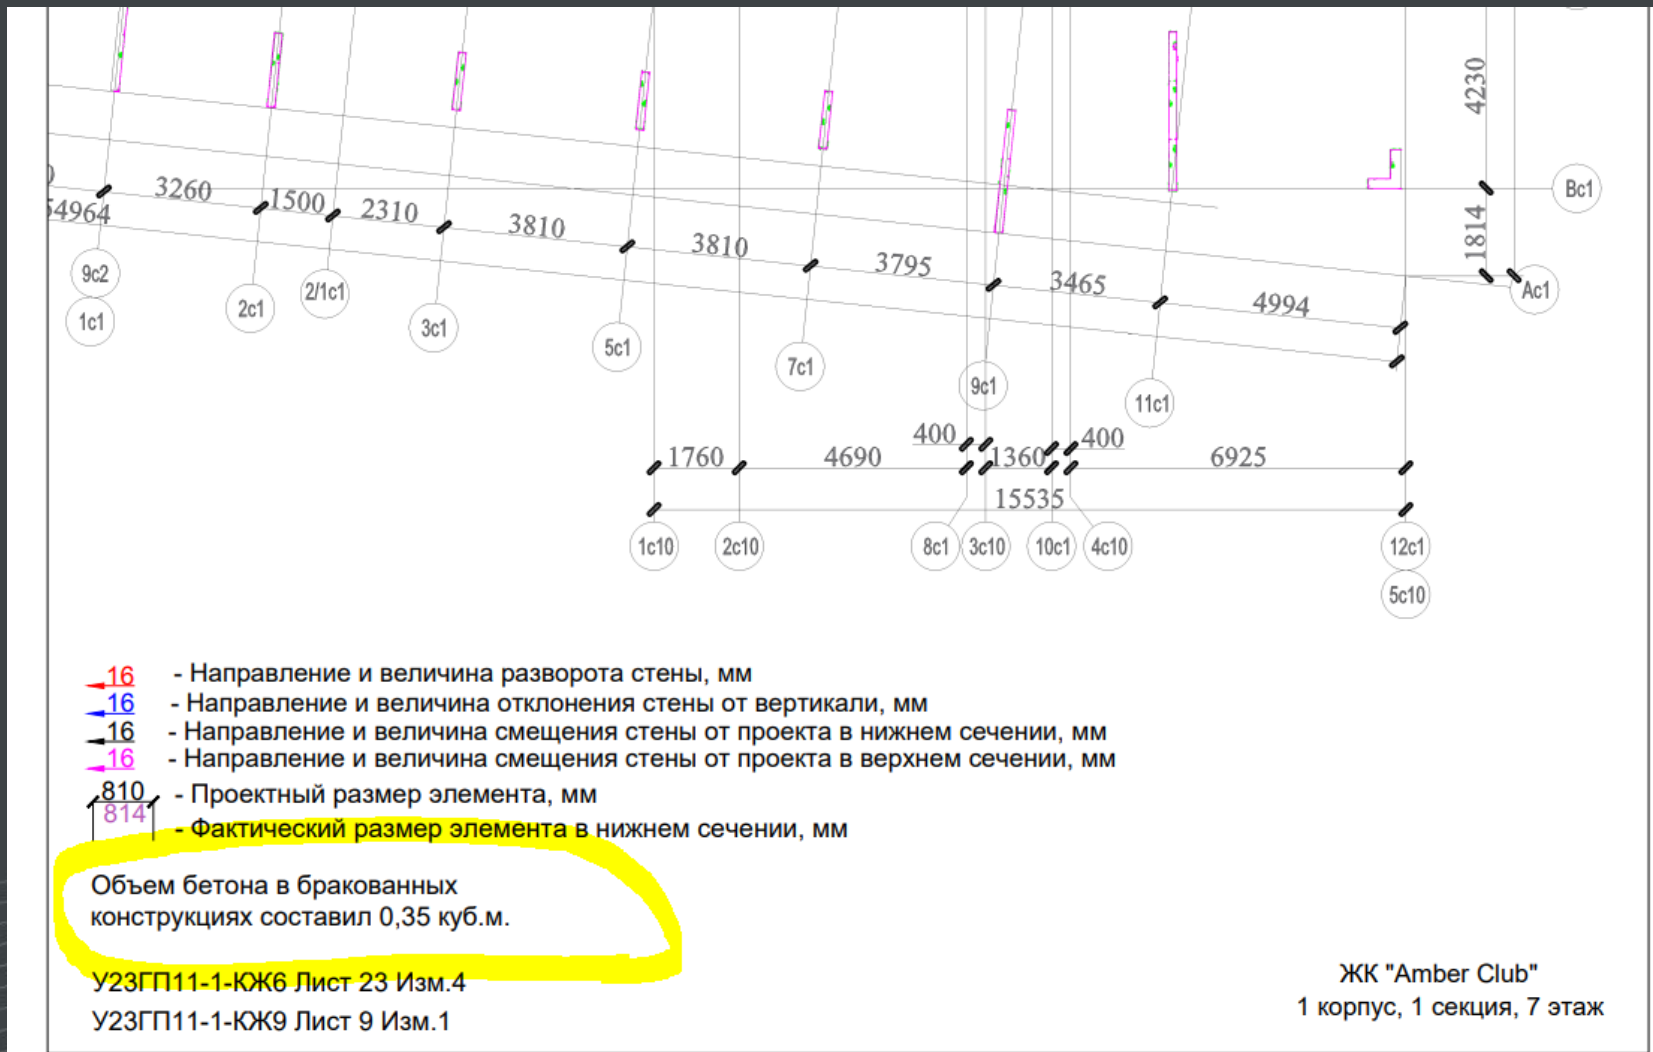 4230
Вс1
3260
1500
2310
54964
3810
3810
1814
3795
3465
4994
Ас1
9с2
2/1с1
2с1
1с1
3с1
5с1
7с1
9с1
11с1
400
400
1760
4690
1360
6925
15535
1с10
2с10
8с1
3с10
10с1
4с10
12с1
5с10
16 - Направление и величина разворота стены, мм
16 - Направление и величина отклонения стены от вертикали, мм
16 - Направление и величина смещения стены от проекта в нижнем сечении, мм
16 - Направление и величина смещения стены от проекта в верхнем сечении, мм
810 - Проектный размер элемента, мм
814 - Фактический размер элемента в нижнем сечении, мм
Объем бетона в бракованных
конструкциях составил 0,35 куб.м.
У23ГП11-1-КЖ6 Лист 23 Изм.4
У23ГП11-1-КЖ9 Лист 9 Изм.1
ЖК "Amber Club"
1 корпус, 1 секция, 7 этаж